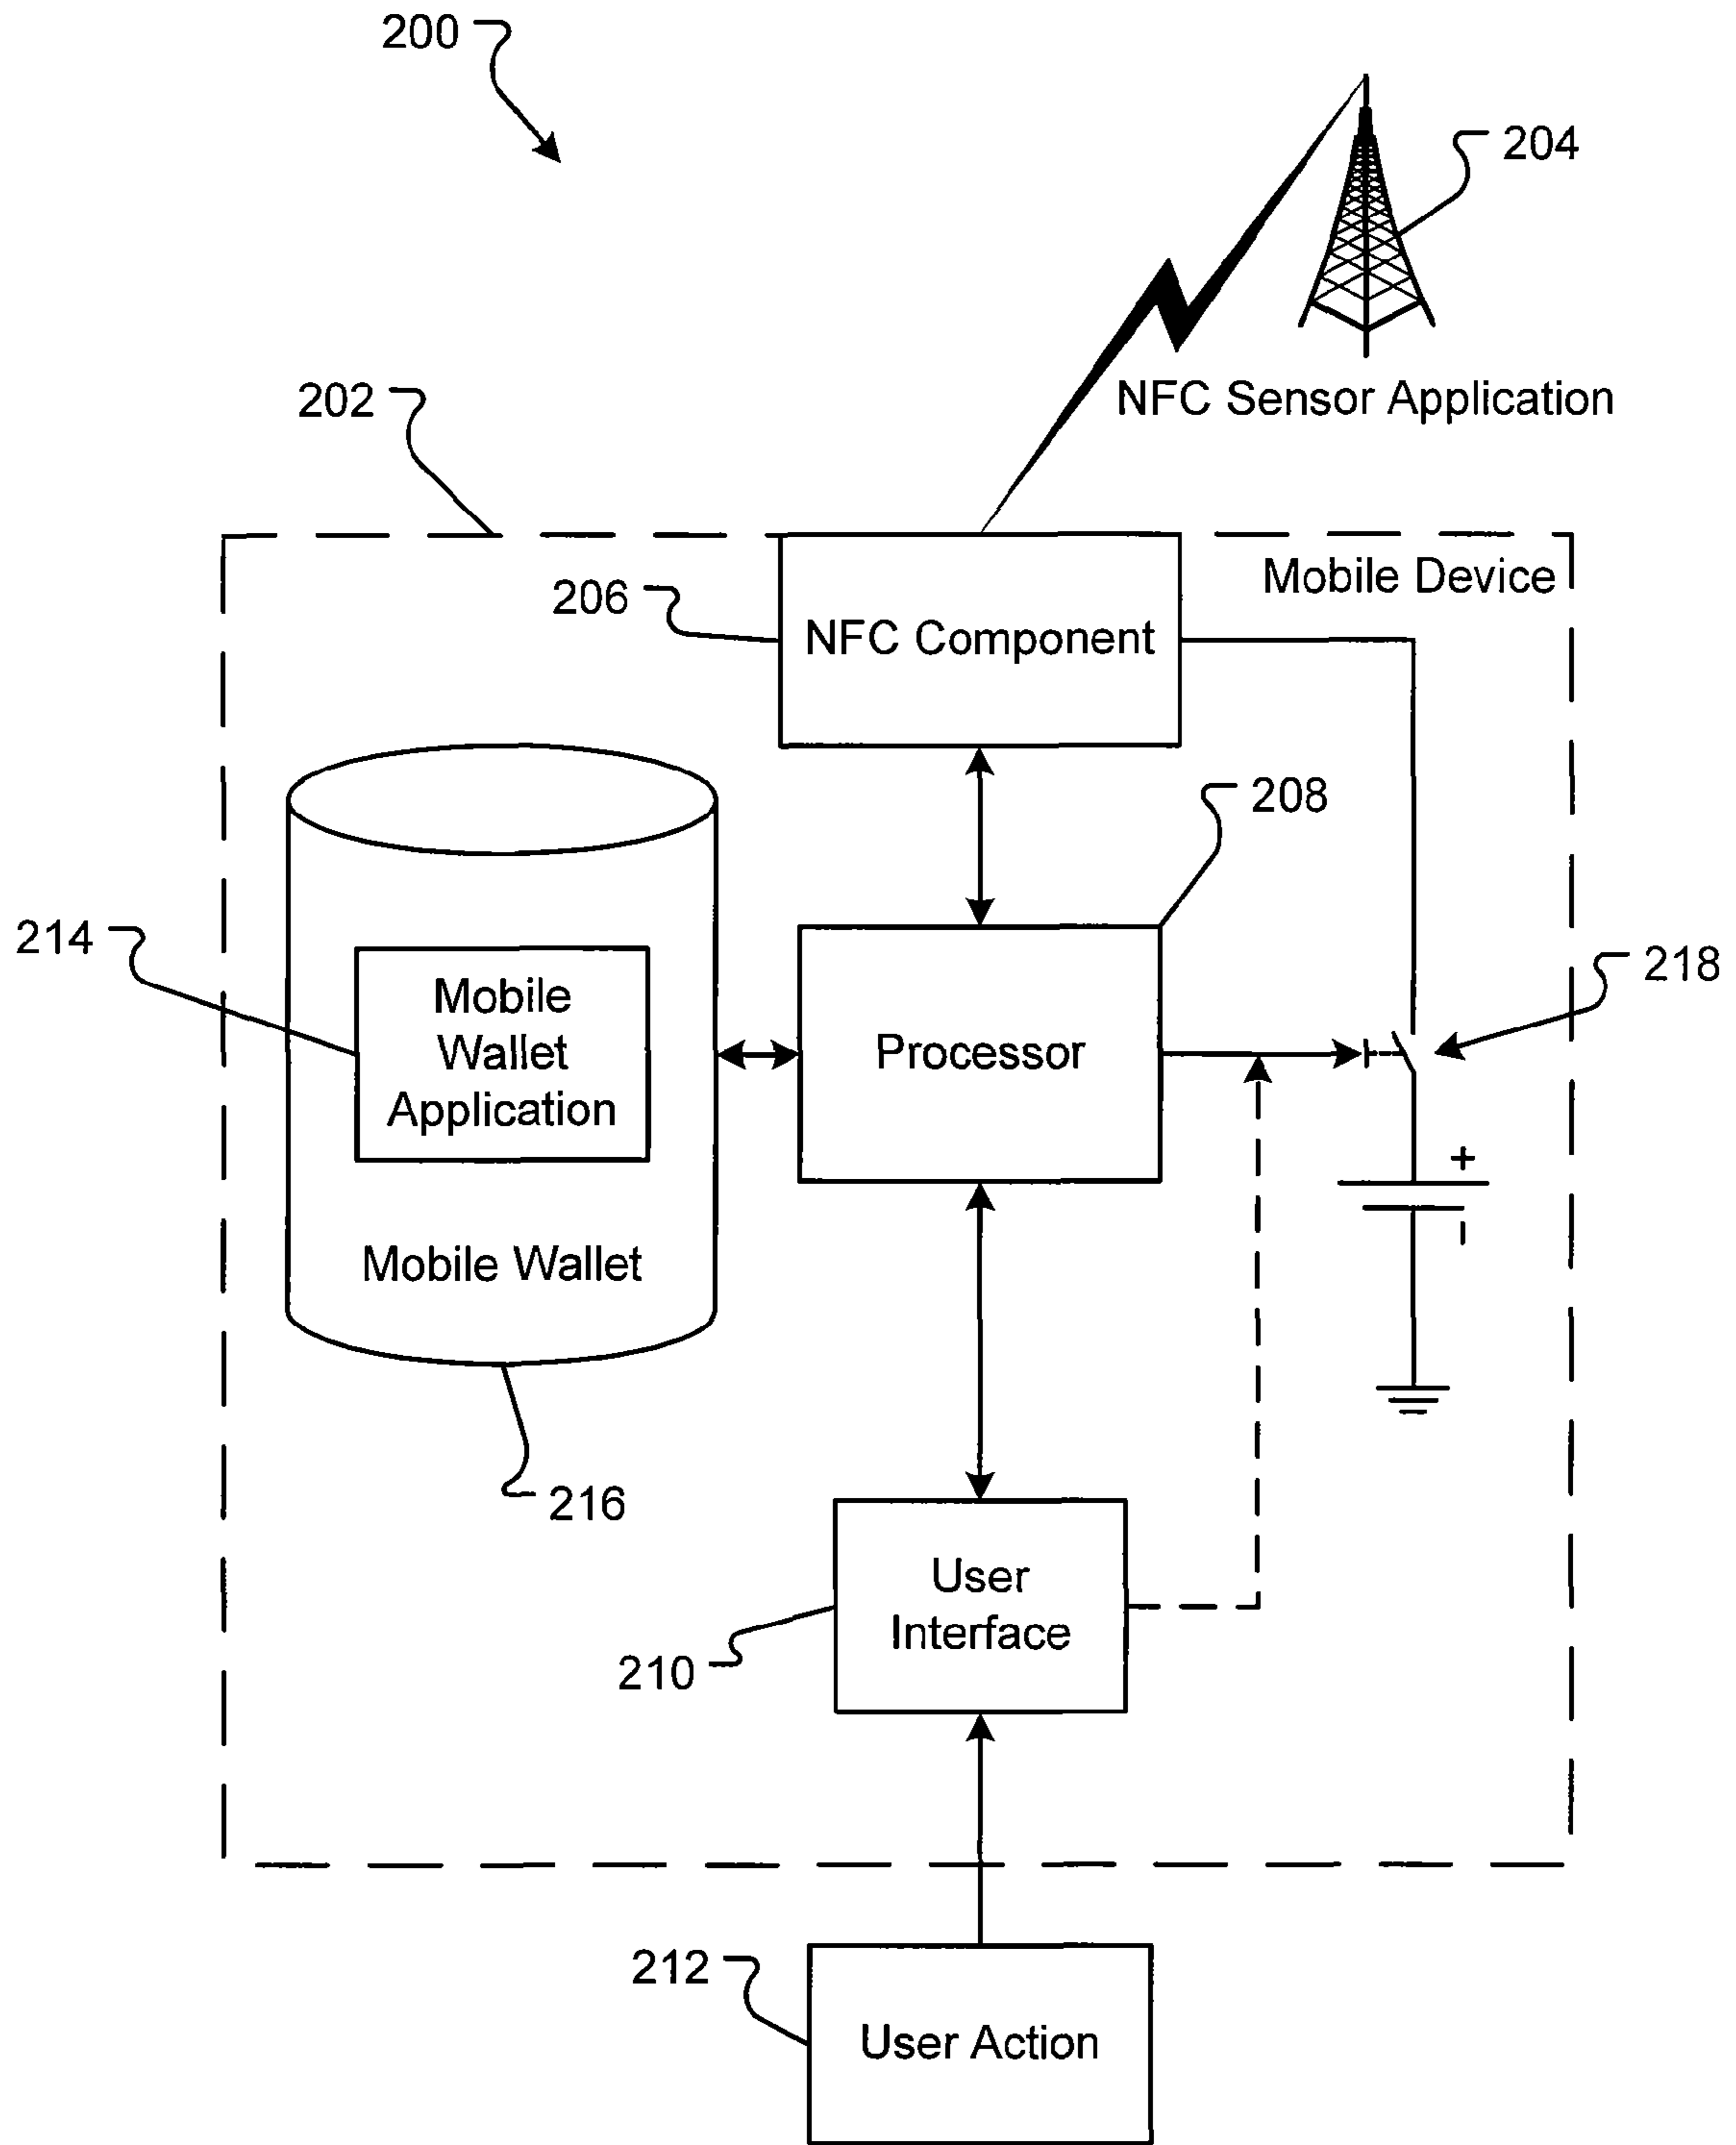 200
204
NFC Sensor Application
202
Mobile Device
206
NFC Component
208
214
Mobile
Wallet
Application
Processor
218
+
Mobile Wallet
–
216
User
Interface
210
212
User Action